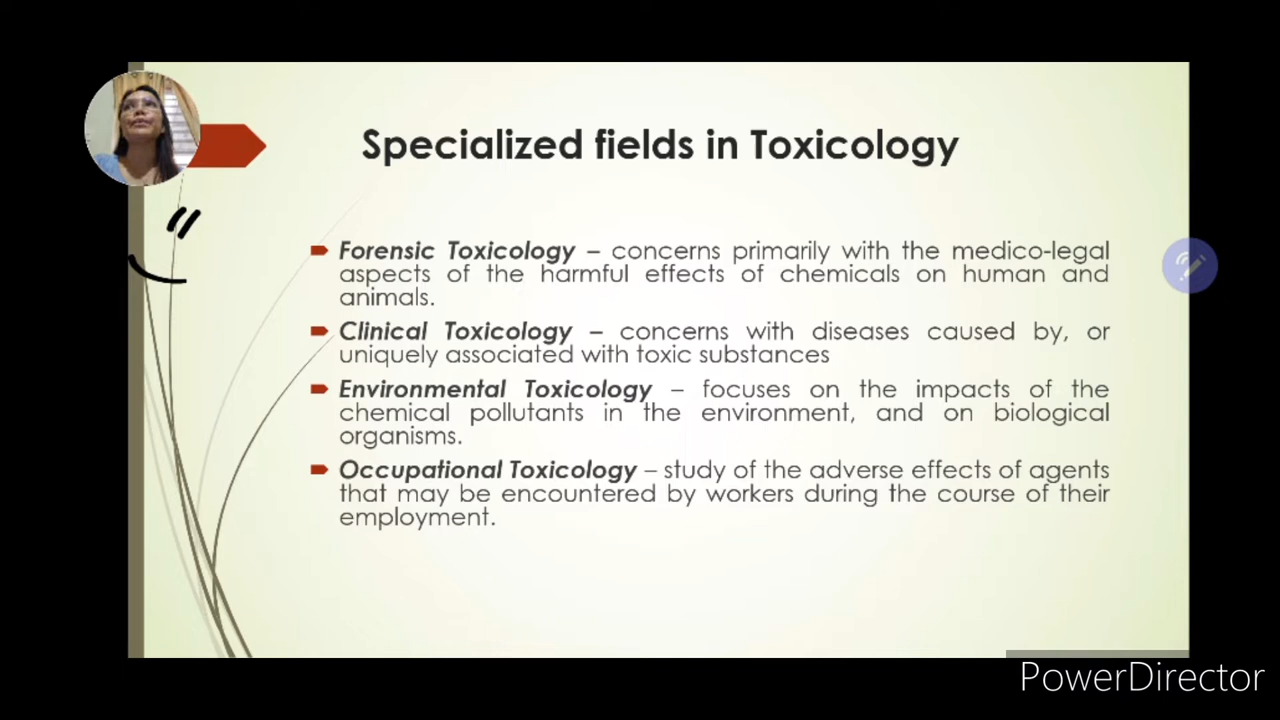 Specialized fields in Toxicology
Forensic Toxicology – concerns primarily with the medico-legal
aspects of the harmful effects of chemicals on human and
animals.
Clinical Toxicology – concerns with diseases caused by, or
uniquely associated with toxic substances
Environmental Toxicology – focuses on the impacts of the
chemical pollutants in the environment, and on biological
organisms.
Occupational Toxicology – study of the adverse effects of agents
that may be encountered by workers during the course of their
employment.
PowerDirector